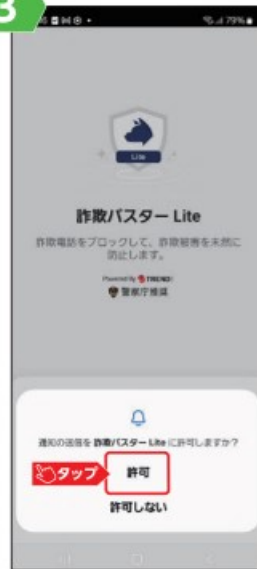 3
79%
Lite
詐欺バスター Lite
詐欺電話をブロックして、詐欺被害を未然に
防止します。
Powered by TREND
警察庁推奨
通知の送信を 詐欺バスター Lite に許可しますか？
タップ
許可
許可しない